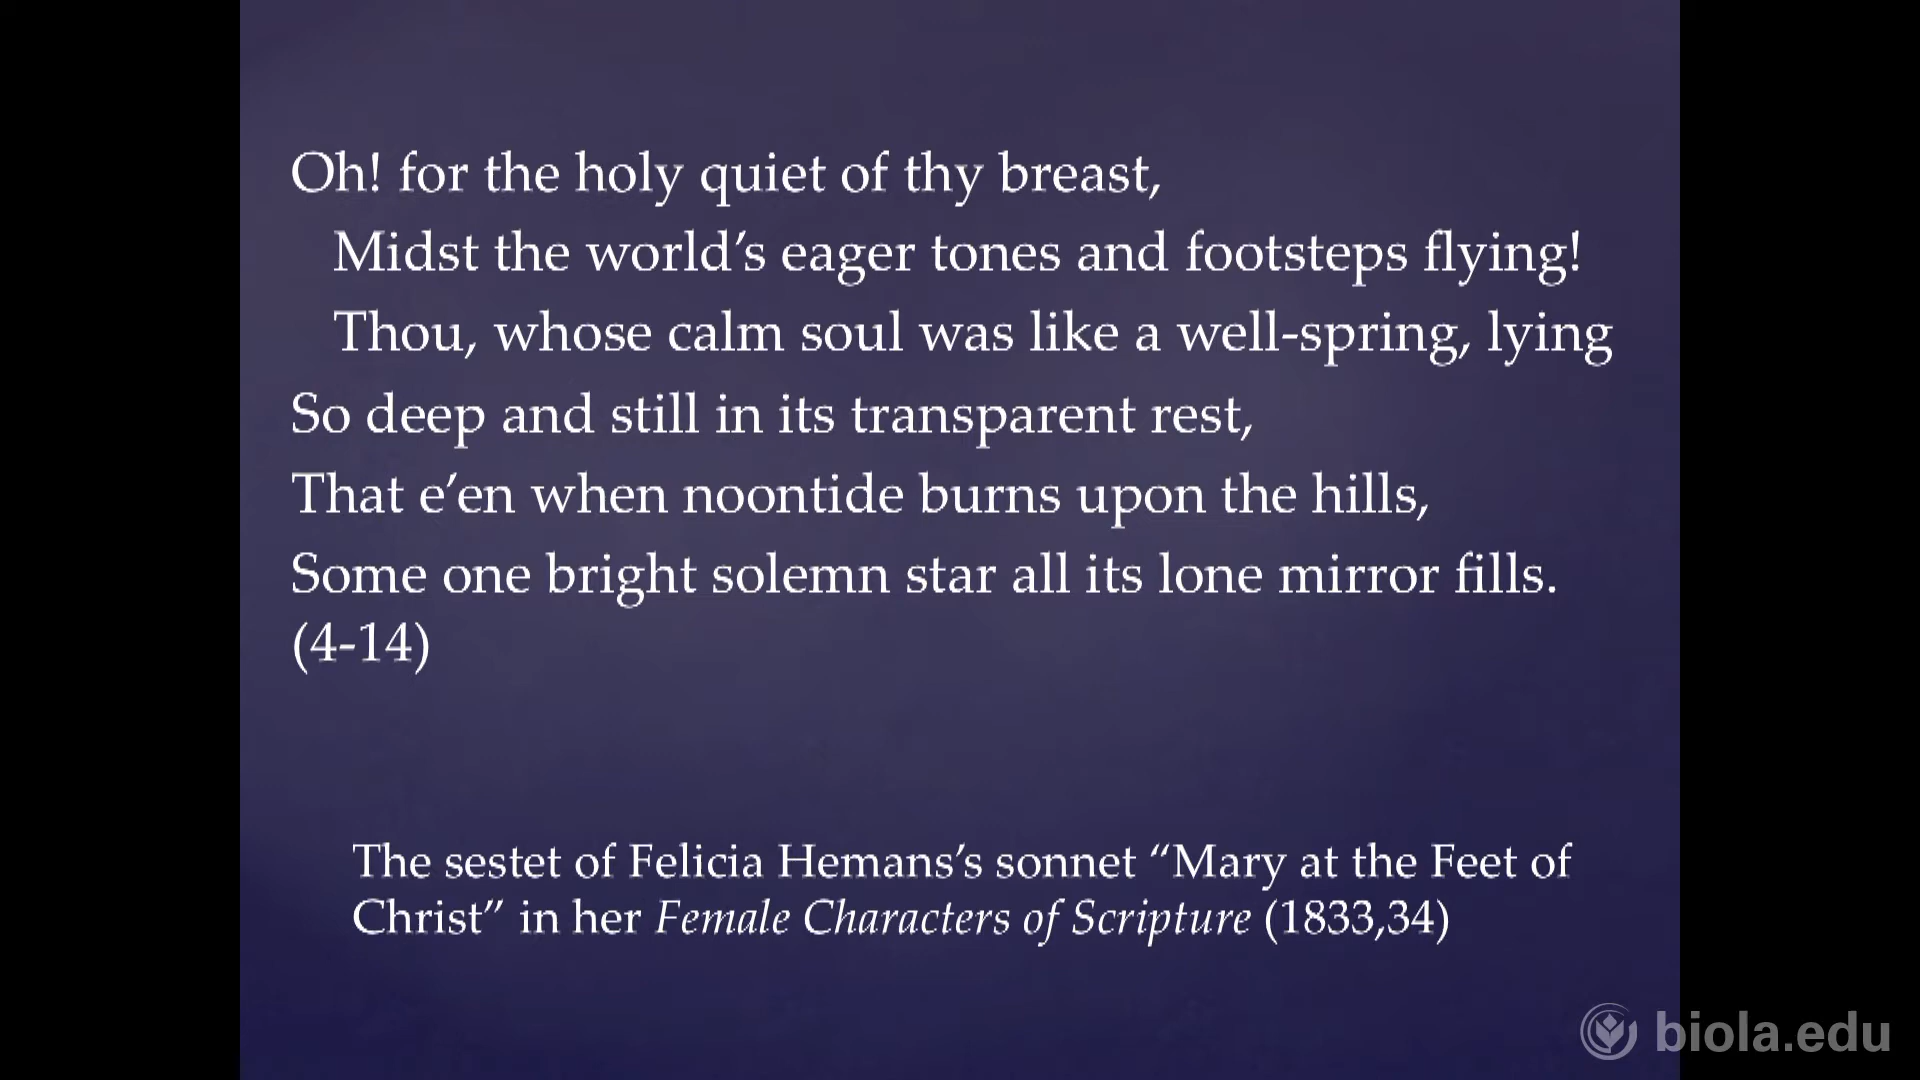 Oh! for the holy quiet of thy breast,
Midst the world’s eager tones and footsteps flying!
Thou, whose calm soul was like a well-spring, lying
So deep and still in its transparent rest,
That e’en when noontide burns upon the hills,
Some one bright solemn star all its lone mirror fills.
(4-14)
The sestet of Felicia Hemans’s sonnet “Mary at the Feet of
Christ” in her Female Characters of Scripture (1833,34)
biola.edu